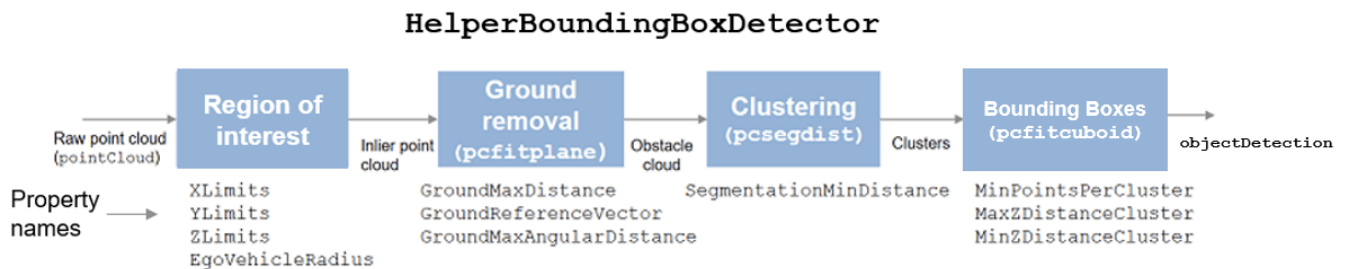 HelperBoundingBoxDetector
Region of
interest
Ground
removal
(pcfitplane)
Clustering
(pcsegdist)
Bounding Boxes
(pcfitcuboid)
Raw point cloud
(pointCloud)
Inlier point
cloud
Obstacle
cloud
Clusters
objectDetection
Property
names
XLimits
YLimits
ZLimits
EgoVehicleRadius
GroundMaxDistance
GroundReferenceVector
GroundMaxAngularDistance
SegmentationMinDistance
MinPointsPerCluster
MaxZDistanceCluster
MinZDistanceCluster